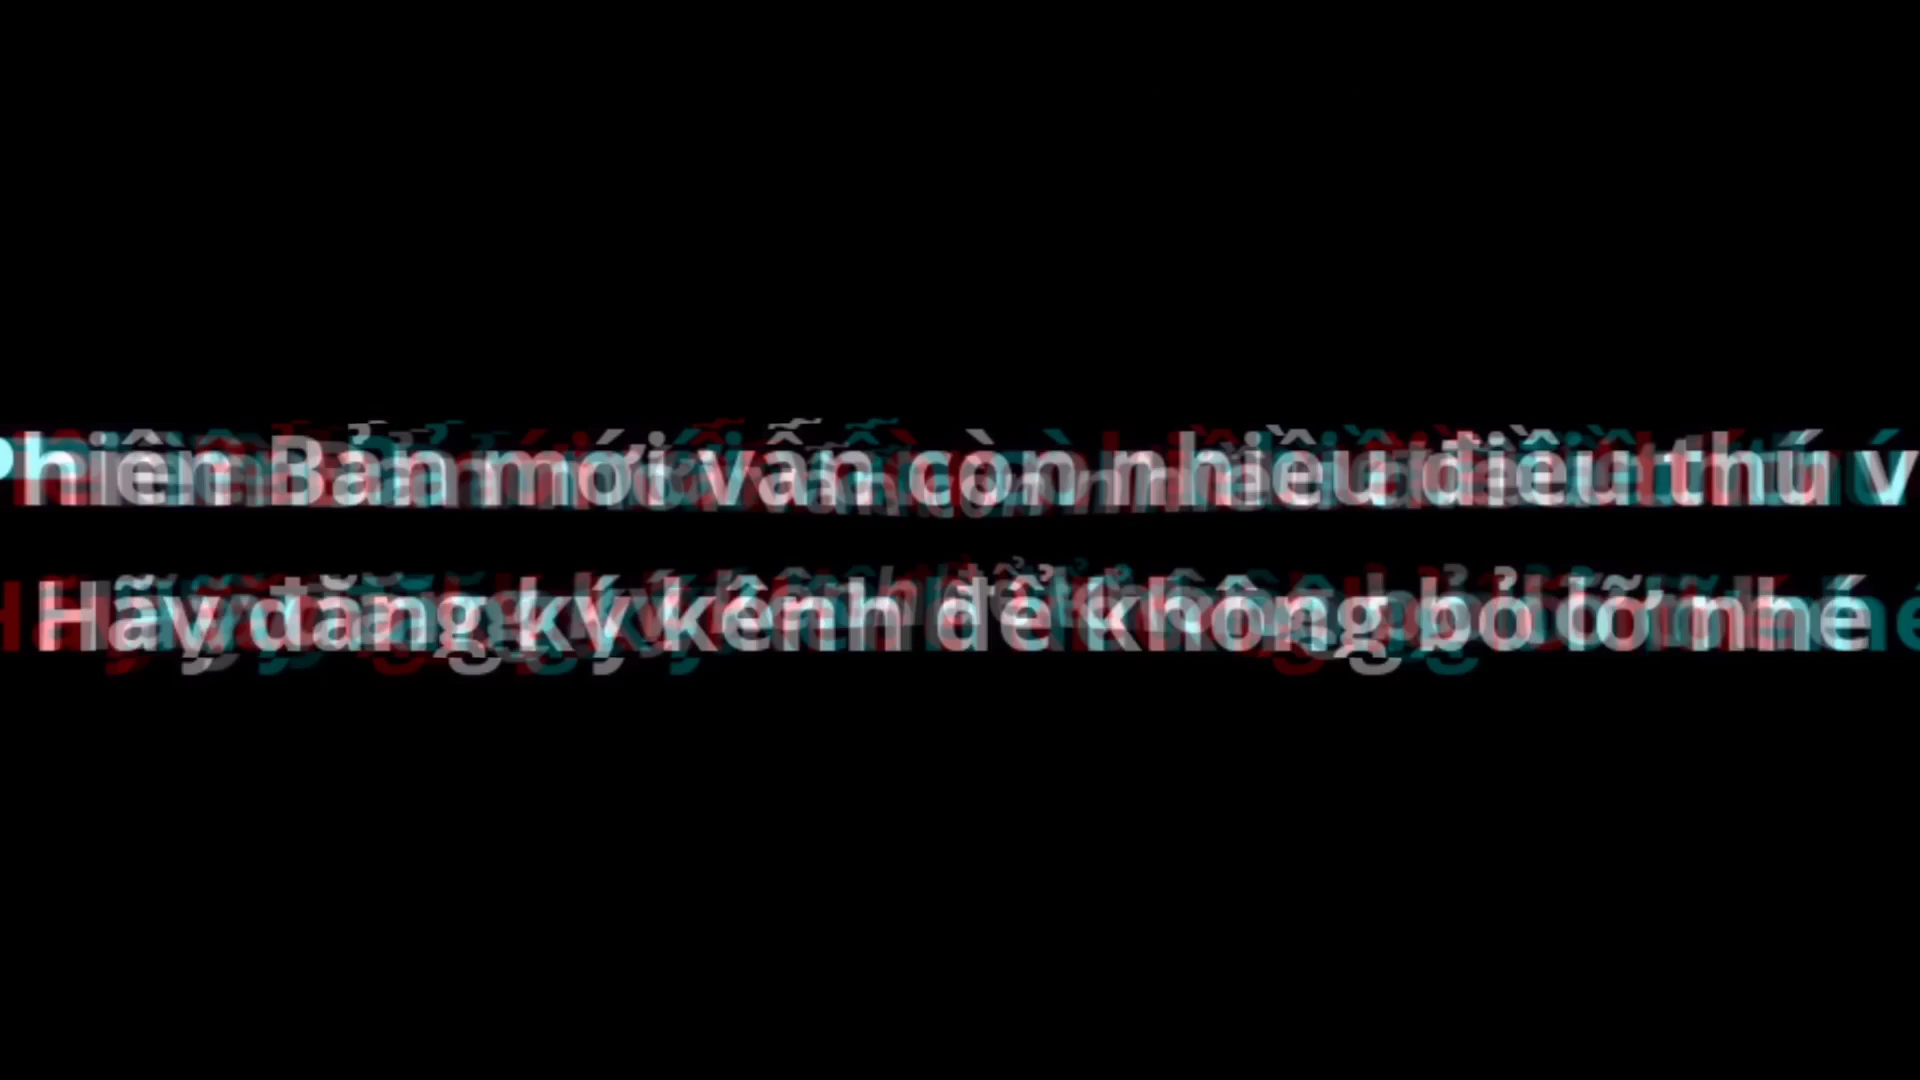 Phiên Bản mới vẫn còn nhiều điều thú v
Hãy đăng ký kênh để không bỏ lỡ nhé